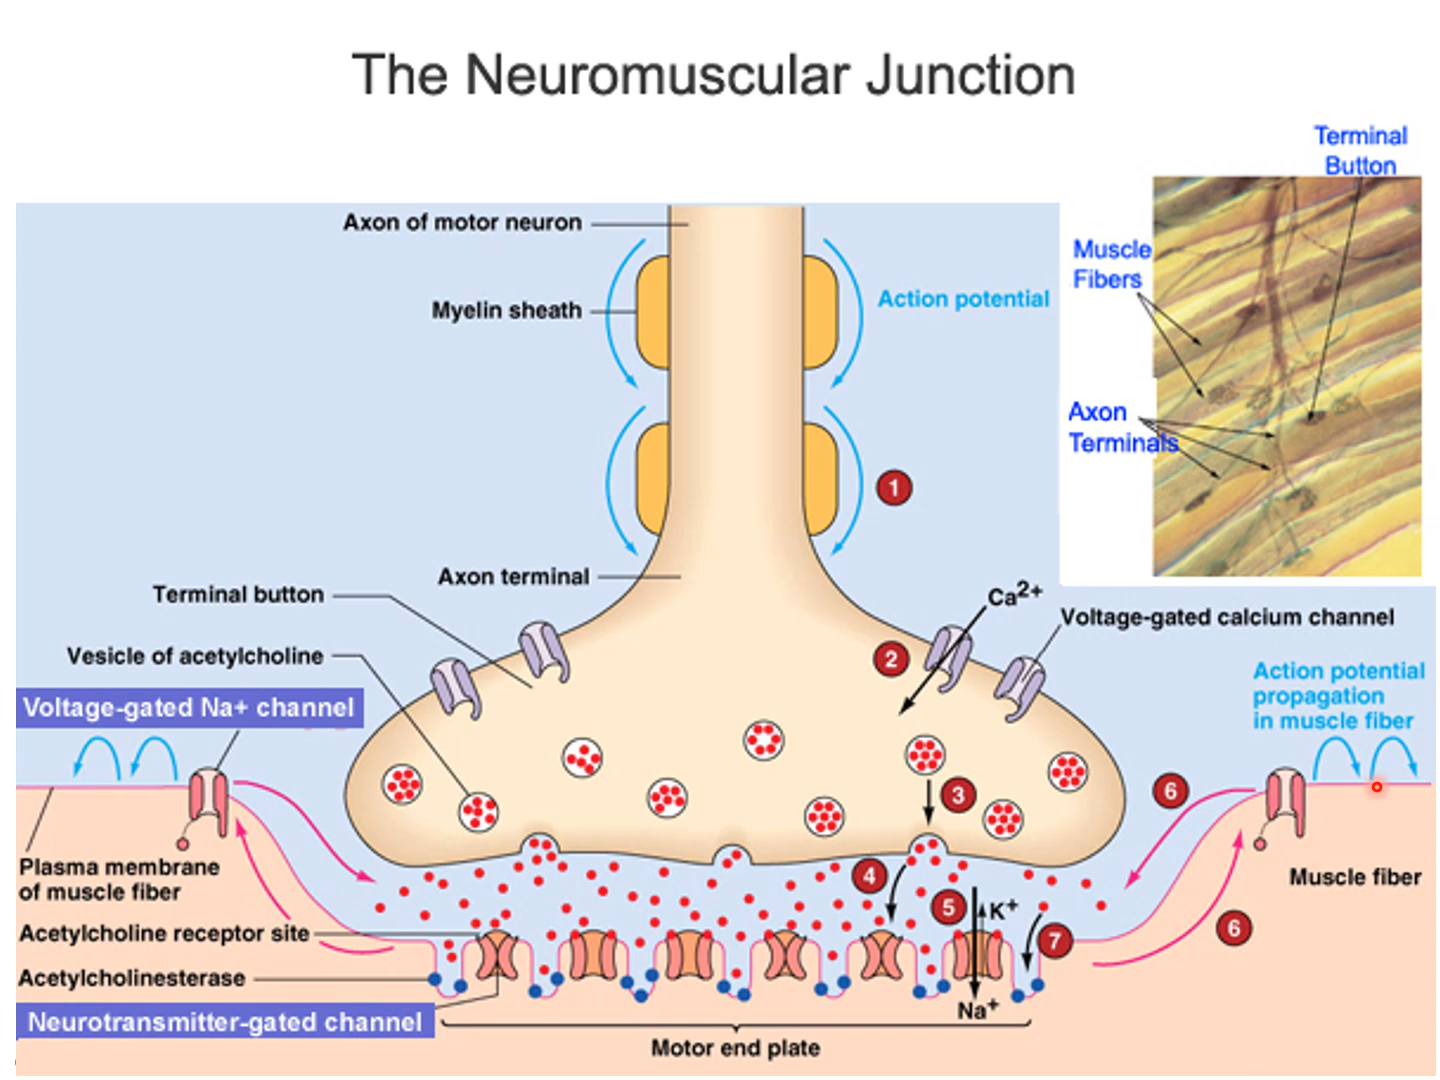 The Neuromuscular Junction
Terminal
Button
Muscle
Fibers
Axon
Terminals
Axon of motor neuron
Myelin sheath
Action potential
1
Axon terminal
Terminal button
Vesicle of acetylcholine
Voltage-gated Na+ channel
Ca2+
Voltage-gated calcium channel
2
Action potential
propagation
in muscle fiber
3
6
Plasma membrane
of muscle fiber
Muscle fiber
4
5
K+
7
6
Acetylcholine receptor site
Acetylcholinesterase
Na+
Neurotransmitter-gated channel
Motor end plate